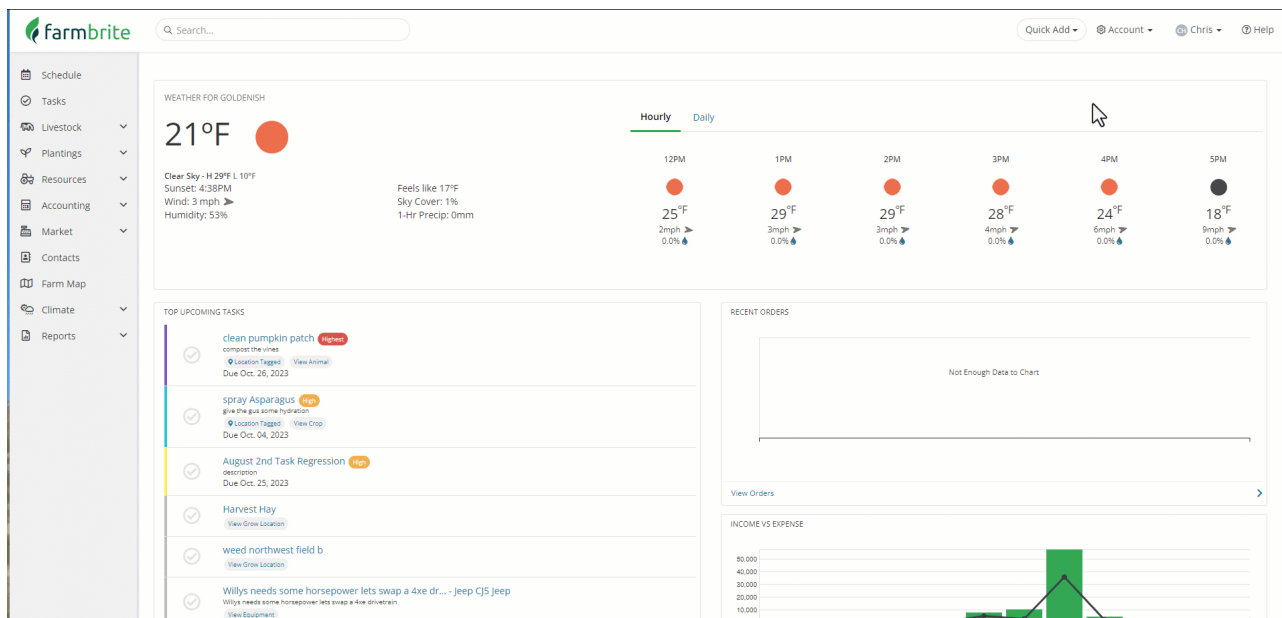 farmbrite
Search...
Quick Add
Account
CH Chris
Help
Schedule
Tasks
Livestock
Plantings
Resources
Accounting
Market
Contacts
Farm Map
Climate
Reports
WEATHER FOR GOLDENISH
21°F
Clear Sky - H 29°F L 10°F
Sunset: 4:38PM
Wind: 3 mph
Humidity: 53%
Feels like 17°F
Sky Cover: 1%
1-Hr Precip: 0mm
Hourly Daily
12PM 1PM 2PM 3PM 4PM 5PM
25°F 29°F 29°F 28°F 24°F 18°F
2mph 3mph 3mph 4mph 6mph 9mph
0.0% 0.0% 0.0% 0.0% 0.0% 0.0%
TOP UPCOMING TASKS
clean pumpkin patch Highest
compost the vines
Location Tagged View Animal
Due Oct. 26, 2023
spray Asparagus High
give the gus some hydration
Location Tagged View Crop
Due Oct. 04, 2023
August 2nd Task Regression High
description
Due Oct. 25, 2023
Harvest Hay
View Grow Location
weed northwest field b
View Grow Location
Willys needs some horsepower lets swap a 4xe dr... - Jeep CJ5 Jeep
Willys needs some horsepower lets swap a 4xe drivetrain
View Equipment
RECENT ORDERS
Not Enough Data to Chart
View Orders
INCOME VS EXPENSE
50,000
40,000
30,000
20,000
10,000